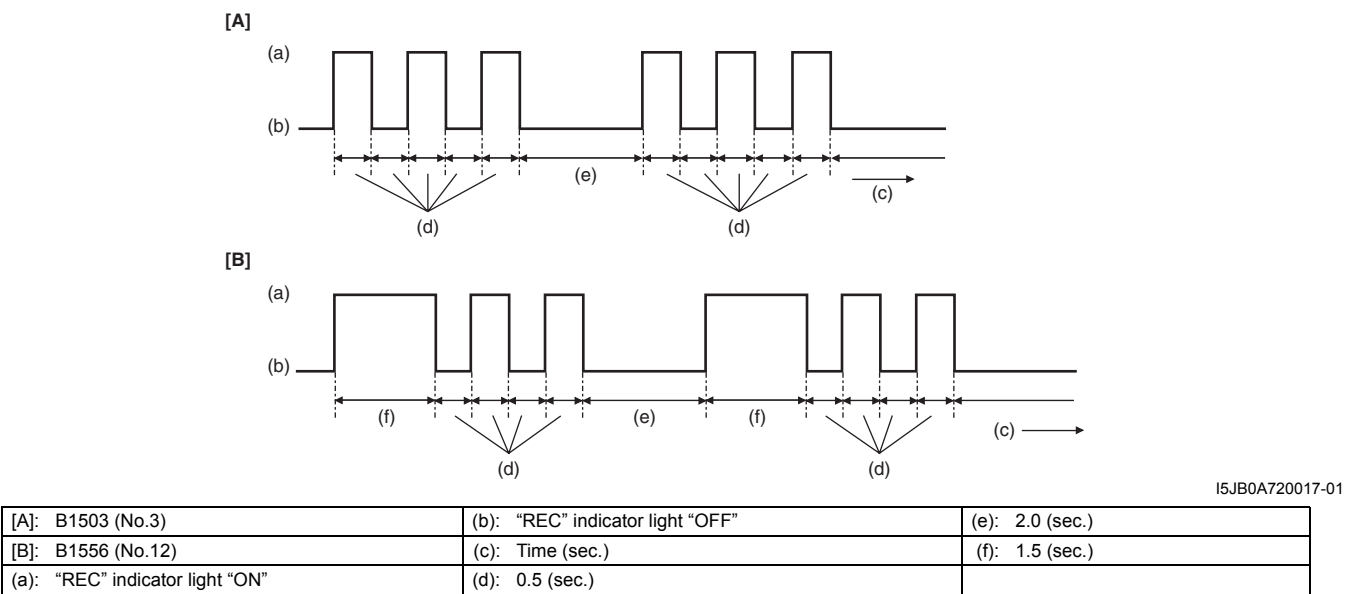 [A]
(a)
(b)
(e)
(c)
(d) (d)
[B]
(a)
(b)
(f) (e) (f)
(c)
(d) (d)
I5JB0A720017-01
[A]: B1503 (No.3) (b): “REC” indicator light “OFF” (e): 2.0 (sec.)
[B]: B1556 (No.12) (c): Time (sec.) (f): 1.5 (sec.)
(a): “REC” indicator light “ON” (d): 0.5 (sec.)